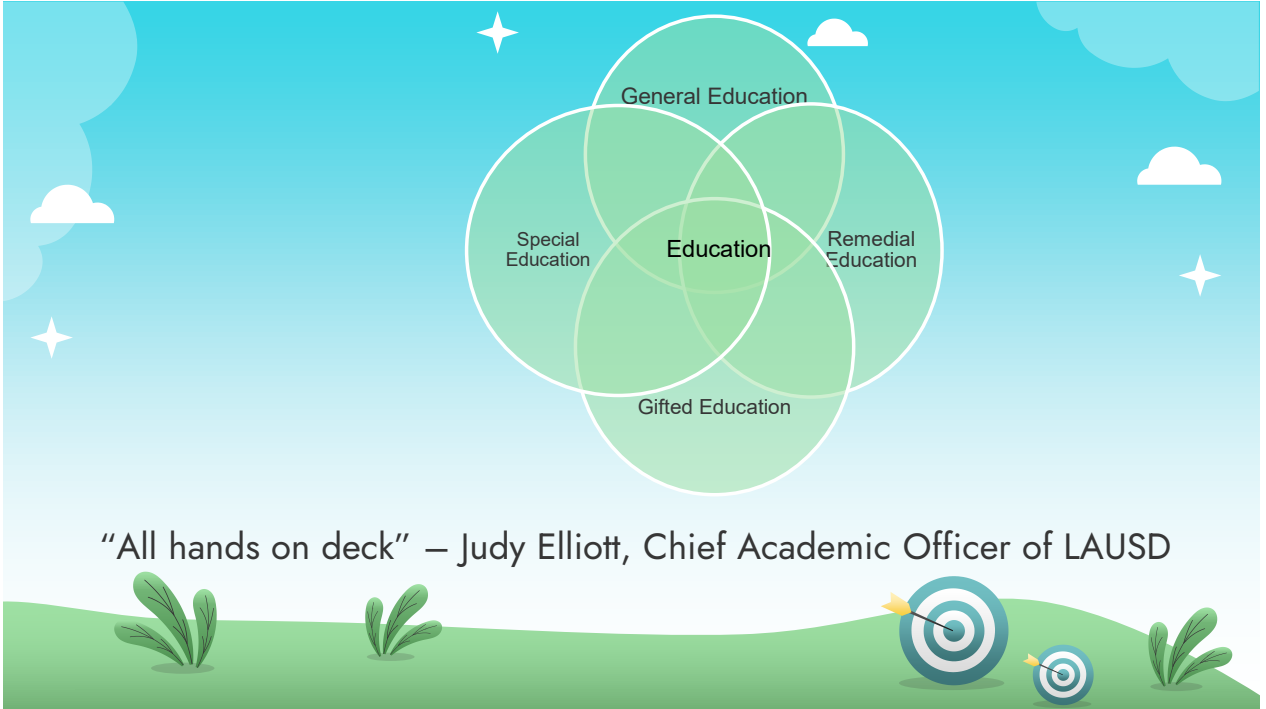 General Education
Special
Education
Education
Remedial
Education
Gifted Education
“All hands on deck” – Judy Elliott, Chief Academic Officer of LAUSD